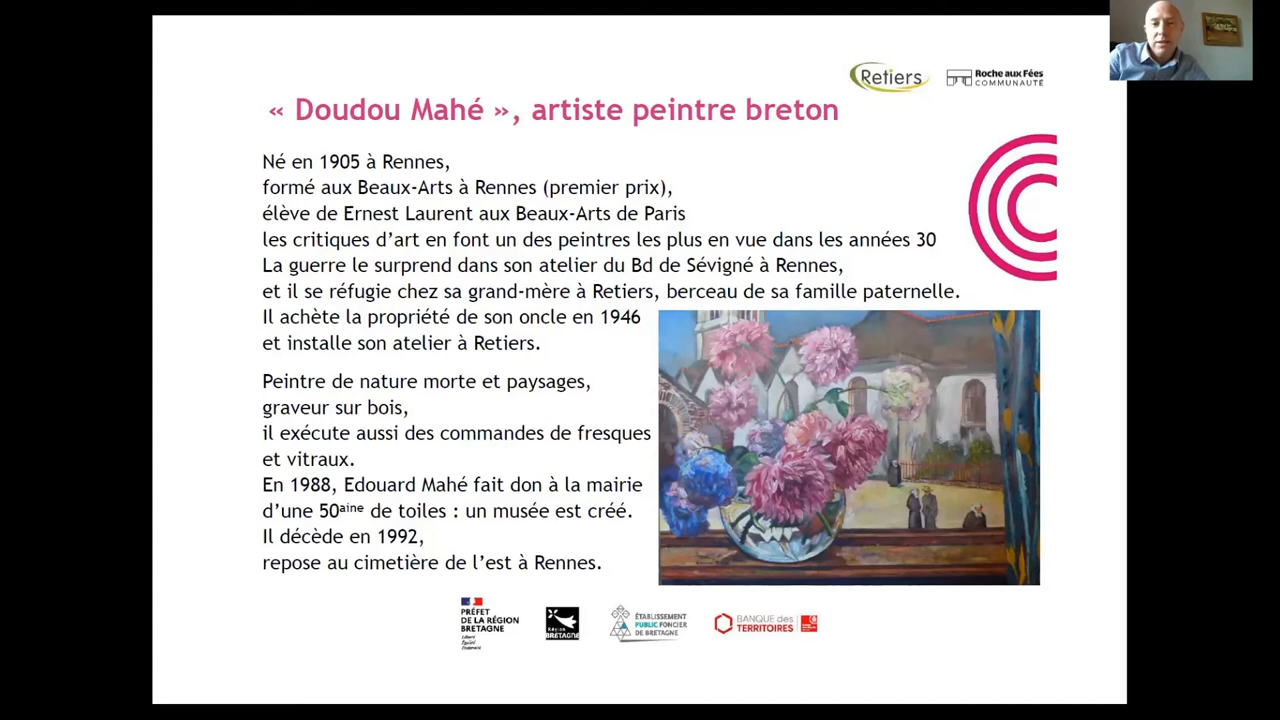 Retiers
Roche aux Fées
COMMUNAUTÉ
« Doudou Mahé », artiste peintre breton
Né en 1905 à Rennes,
formé aux Beaux-Arts à Rennes (premier prix),
élève de Ernest Laurent aux Beaux-Arts de Paris
les critiques d’art en font un des peintres les plus en vue dans les années 30
La guerre le surprend dans son atelier du Bd de Sévigné à Rennes,
et il se réfugie chez sa grand-mère à Retiers, berceau de sa famille paternelle.
Il achète la propriété de son oncle en 1946
et installe son atelier à Retiers.
Peintre de nature morte et paysages,
graveur sur bois,
il exécute aussi des commandes de fresques
et vitraux.
En 1988, Edouard Mahé fait don à la mairie
d’une 50aine de toiles : un musée est créé.
Il décède en 1992,
repose au cimetière de l’est à Rennes.
PRÉFET
DE LA RÉGION
BRETAGNE
Liberté
Égalité
Fraternité
Région
BRETAGNE
ÉTABLISSEMENT
PUBLIC FONCIER
DE BRETAGNE
BANQUE des
TERRITOIRES